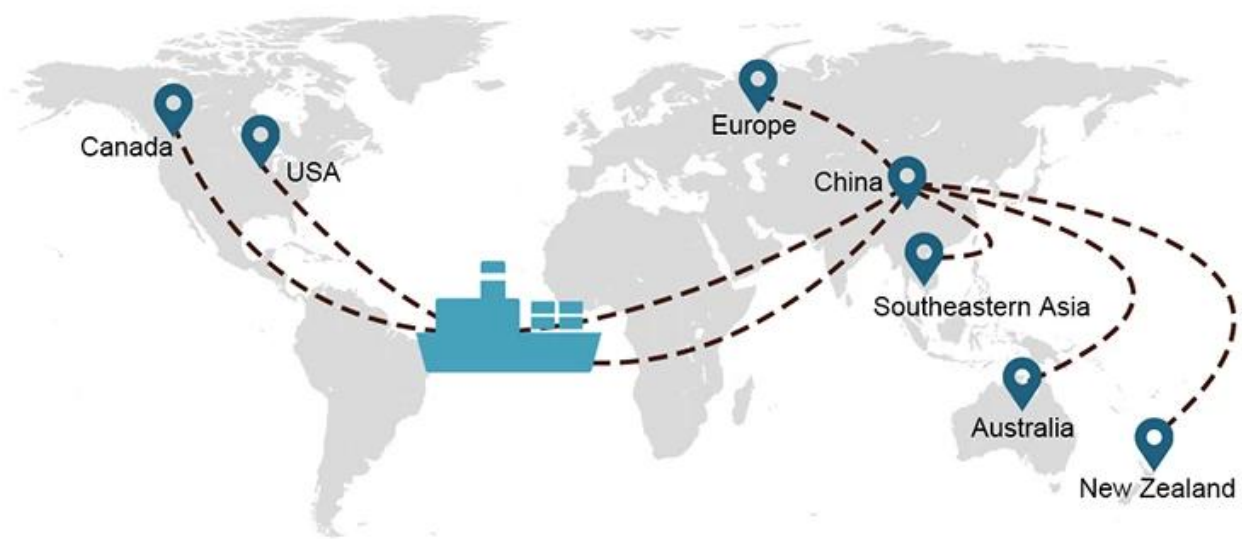 Canada
USA
Europe
China
Southeastern Asia
Australia
New Zealand